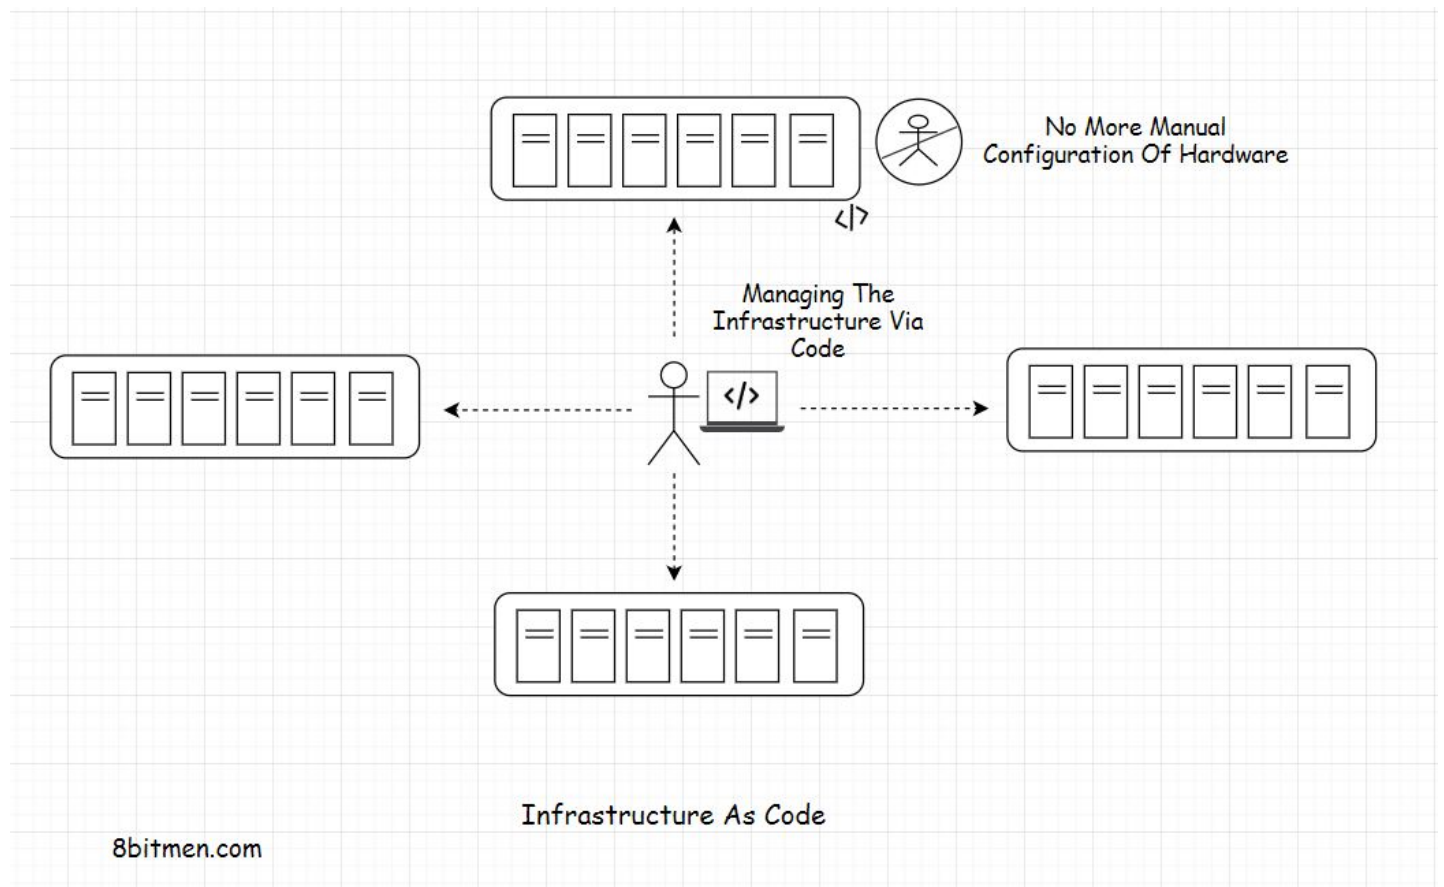 No More Manual
Configuration Of Hardware
</>
Managing The
Infrastructure Via
Code
</>
Infrastructure As Code
8bitmen.com